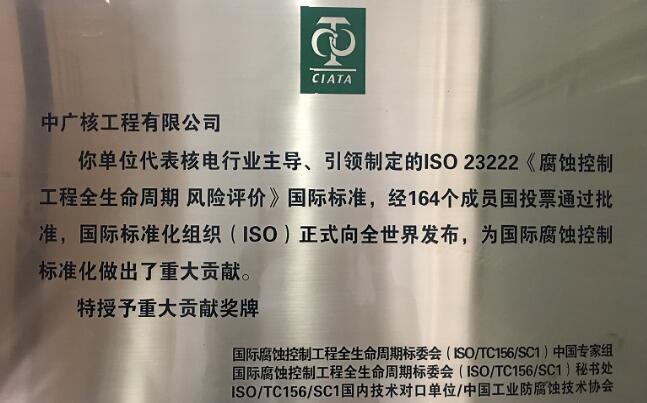 CIATA
中广核工程有限公司
你单位代表核电行业主导、引领制定的ISO 23222《腐蚀控制
工程全生命周期 风险评价》国际标准，经164个成员国投票通过批
准，国际标准化组织（ISO）正式向全世界发布，为国际腐蚀控制
标准化做出了重大贡献。
特授予重大贡献奖牌
国际腐蚀控制工程全生命周期标委会（ISO/TC156/SC1）中国专家组
国际腐蚀控制工程全生命周期标委会（ISO/TC156/SC1）秘书处
ISO/TC156/SC1国内技术对口单位/中国工业防腐蚀技术协会